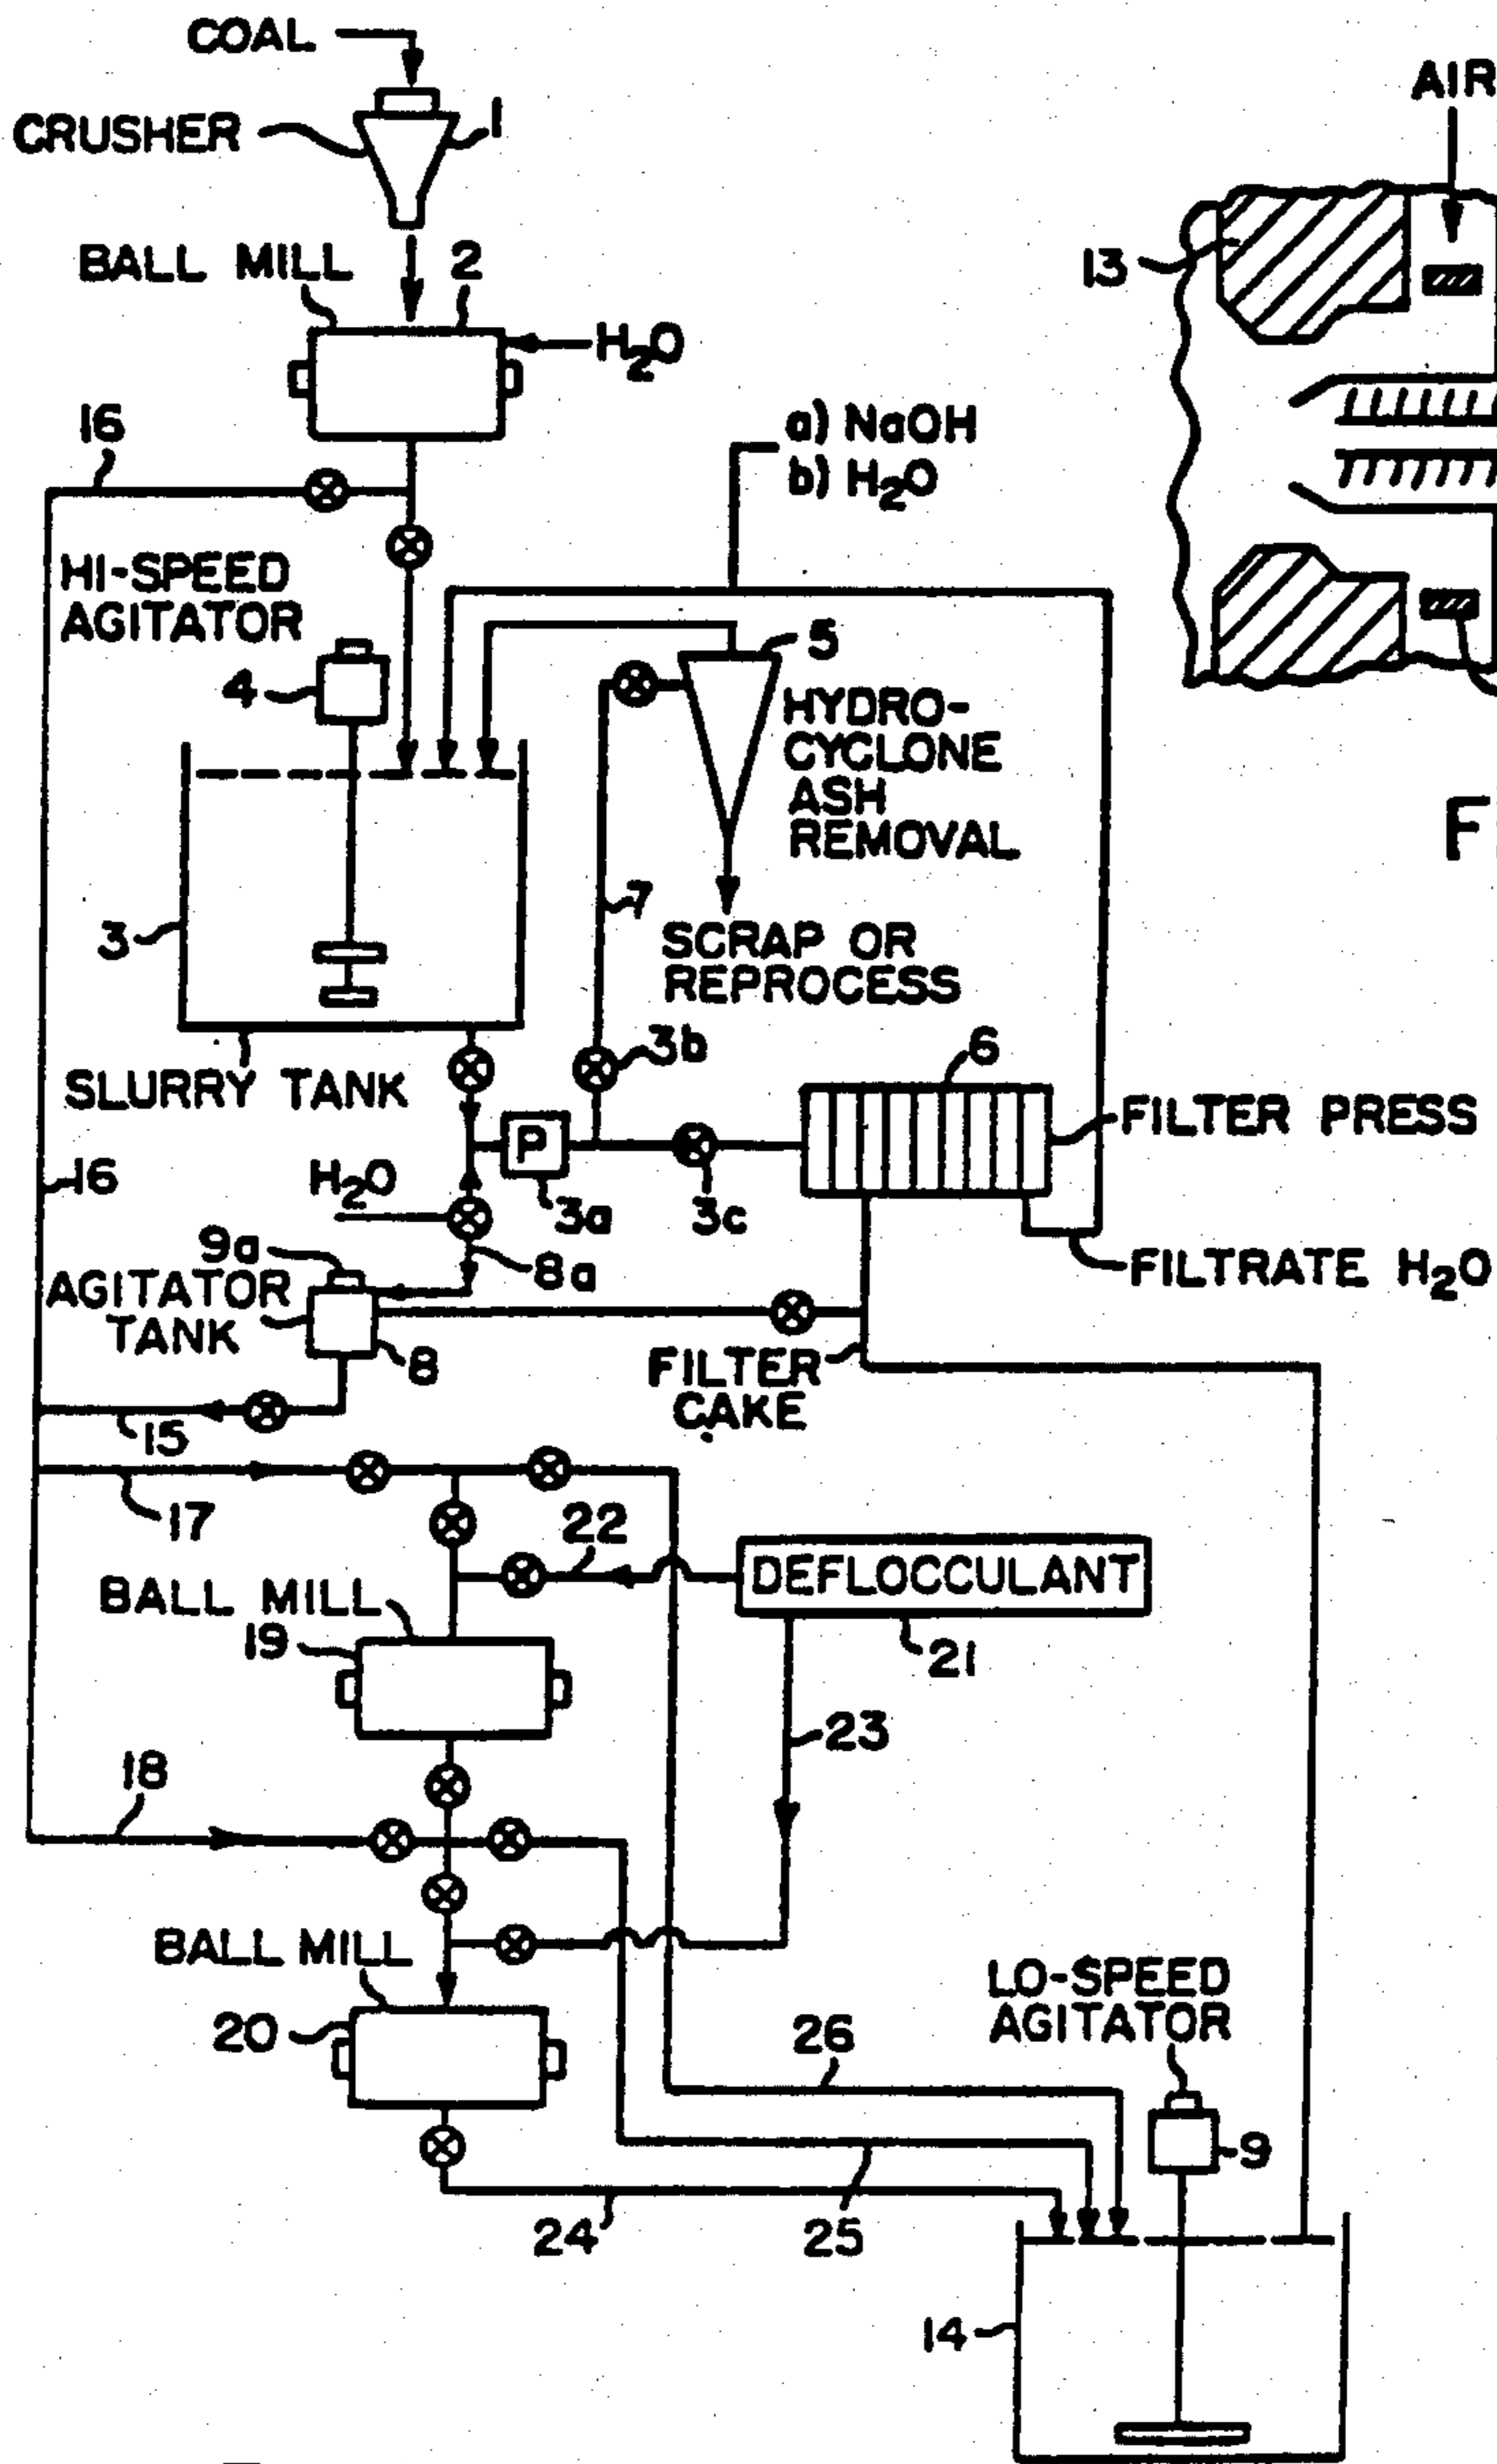 COAL
CRUSHER
1
BALL MILL
2
H2O
16
a) NaOH
b) H2O
HI-SPEED
AGITATOR
4
5
HYDRO-
CYCLONE
ASH
REMOVAL
3
7
SCRAP OR
REPROCESS
SLURRY TANK
3b
6
P
FILTER PRESS
16
H2O
3a
3c
9a
8a
FILTRATE H2O
AGITATOR
TANK
8
FILTER
CAKE
15
17
22
DEFLOCCULANT
BALL MILL
19
21
23
18
BALL MILL
20
LO-SPEED
AGITATOR
26
9
24
25
14
AIR
13